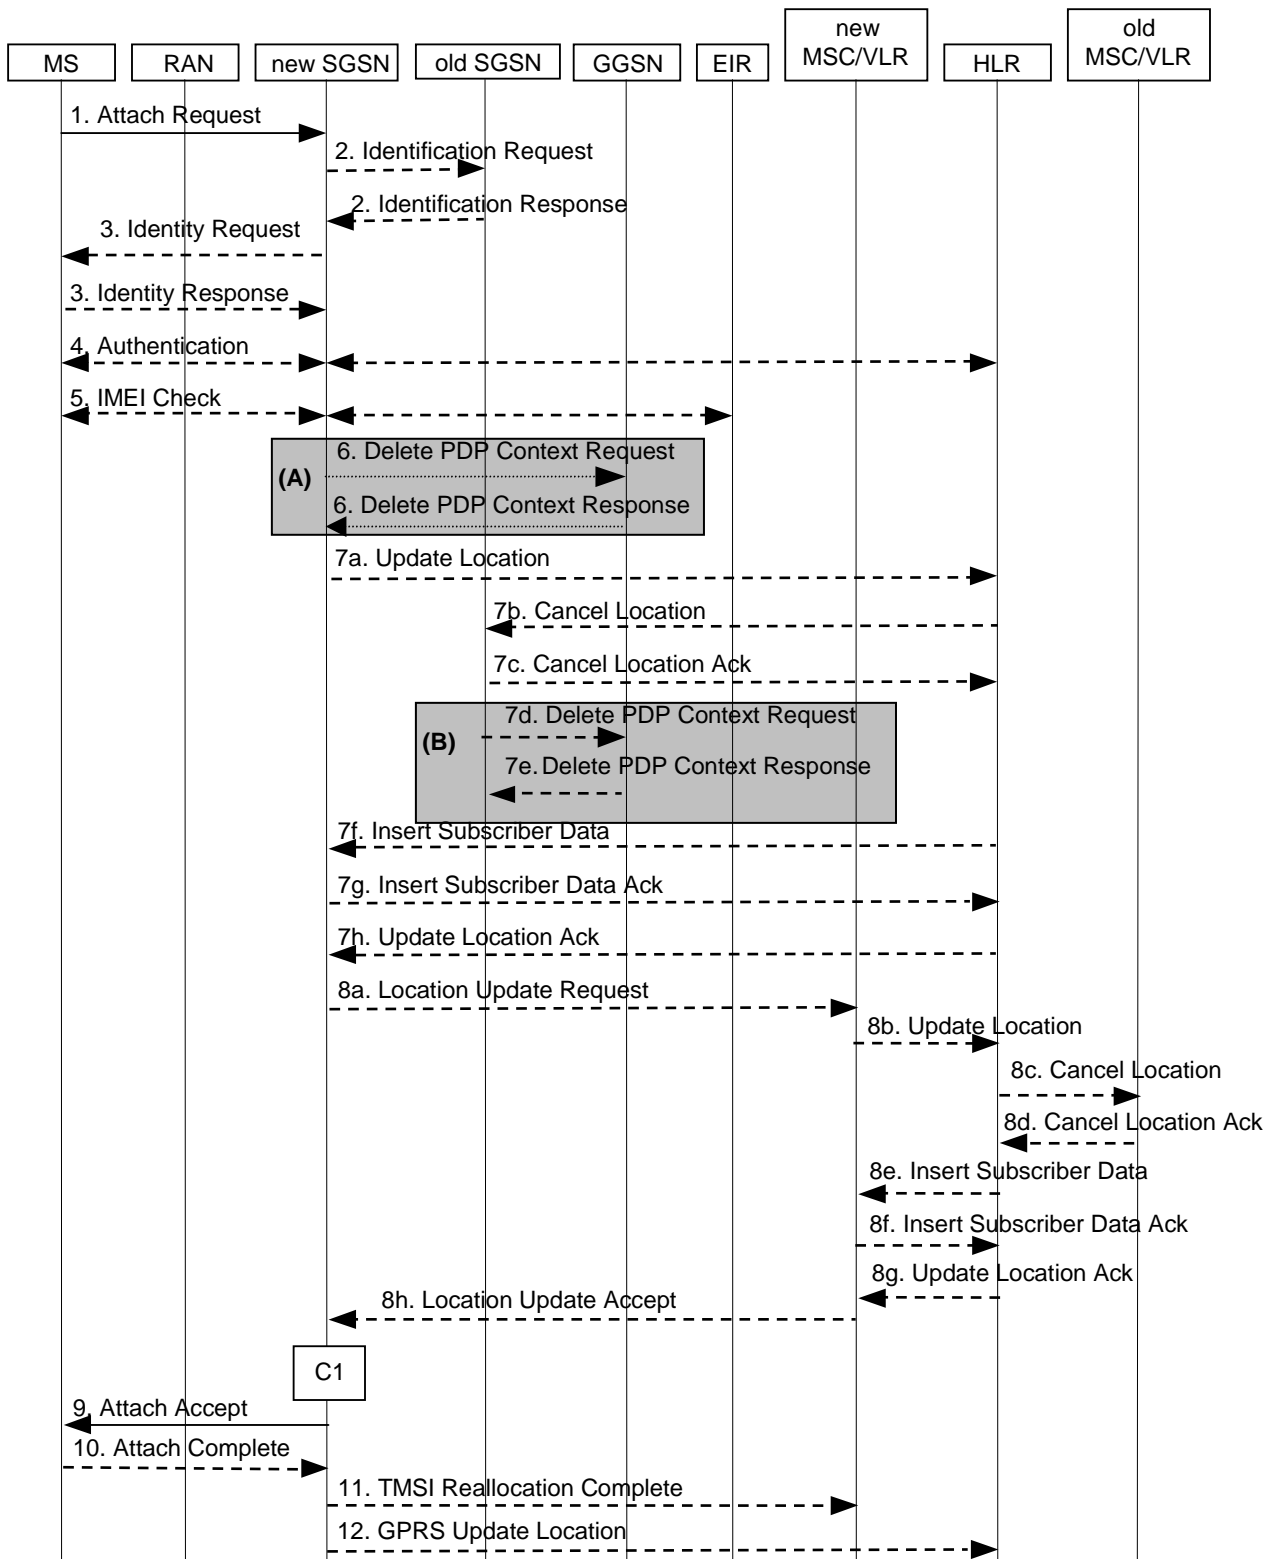 new
MSC/VLR
old
MSC/VLR
MS
RAN
new SGSN
old SGSN
GGSN
EIR
HLR
1. Attach Request
2. Identification Request
2. Identification Response
3. Identity Request
3. Identity Response
4. Authentication
5. IMEI Check
(A)
6. Delete PDP Context Request
6. Delete PDP Context Response
7a. Update Location
7b. Cancel Location
7c. Cancel Location Ack
(B)
7d. Delete PDP Context Request
7e. Delete PDP Context Response
7f. Insert Subscriber Data
7g. Insert Subscriber Data Ack
7h. Update Location Ack
8a. Location Update Request
8b. Update Location
8c. Cancel Location
8d. Cancel Location Ack
8e. Insert Subscriber Data
8f. Insert Subscriber Data Ack
8g. Update Location Ack
8h. Location Update Accept
C1
9. Attach Accept
10. Attach Complete
11. TMSI Reallocation Complete
12. GPRS Update Location